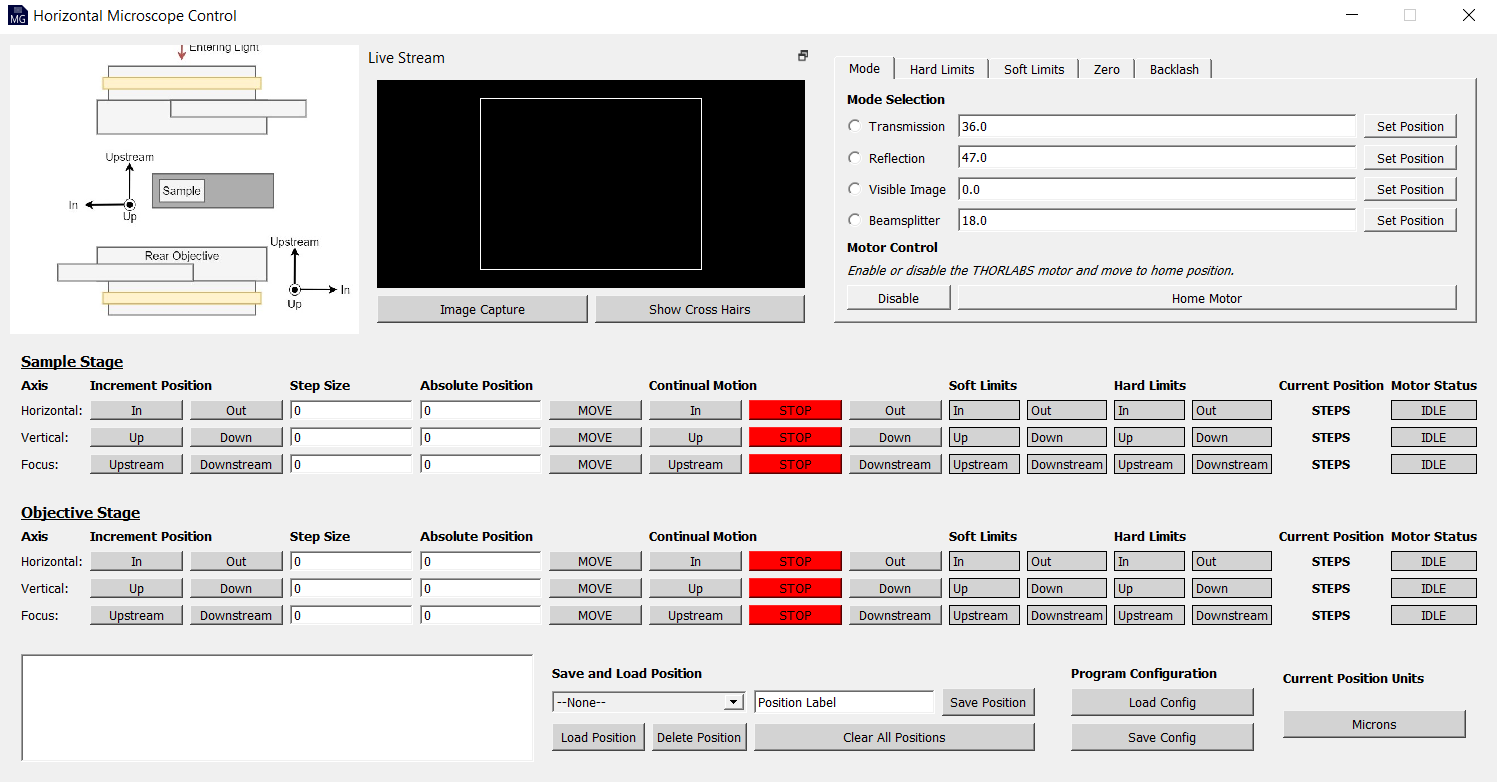 MG Horizontal Microscope Control
Entering Light
Upstream
Sample
In
Up
Upstream
Rear Objective
In
Up
Live Stream
Image Capture Show Cross Hairs
Mode Hard Limits Soft Limits Zero Backlash
Mode Selection
Transmission 36.0 Set Position
Reflection 47.0 Set Position
Visible Image 0.0 Set Position
Beamsplitter 18.0 Set Position
Motor Control
Enable or disable the THORLABS motor and move to home position.
Disable Home Motor
Sample Stage
Axis Increment Position Step Size Absolute Position Continual Motion Soft Limits Hard Limits Current Position Motor Status
Horizontal: In Out 0 0 MOVE In STOP Out In Out In Out STEPS IDLE
Vertical: Up Down 0 0 MOVE Up STOP Down Up Down Up Down STEPS IDLE
Focus: Upstream Downstream 0 0 MOVE Upstream STOP Downstream Upstream Downstream Upstream Downstream STEPS IDLE
Objective Stage
Axis Increment Position Step Size Absolute Position Continual Motion Soft Limits Hard Limits Current Position Motor Status
Horizontal: In Out 0 0 MOVE In STOP Out In Out In Out STEPS IDLE
Vertical: Up Down 0 0 MOVE Up STOP Down Up Down Up Down STEPS IDLE
Focus: Upstream Downstream 0 0 MOVE Upstream STOP Downstream Upstream Downstream Upstream Downstream STEPS IDLE
Save and Load Position
--None-- Position Label Save Position
Load Position Delete Position Clear All Positions
Program Configuration
Load Config
Save Config
Current Position Units
Microns